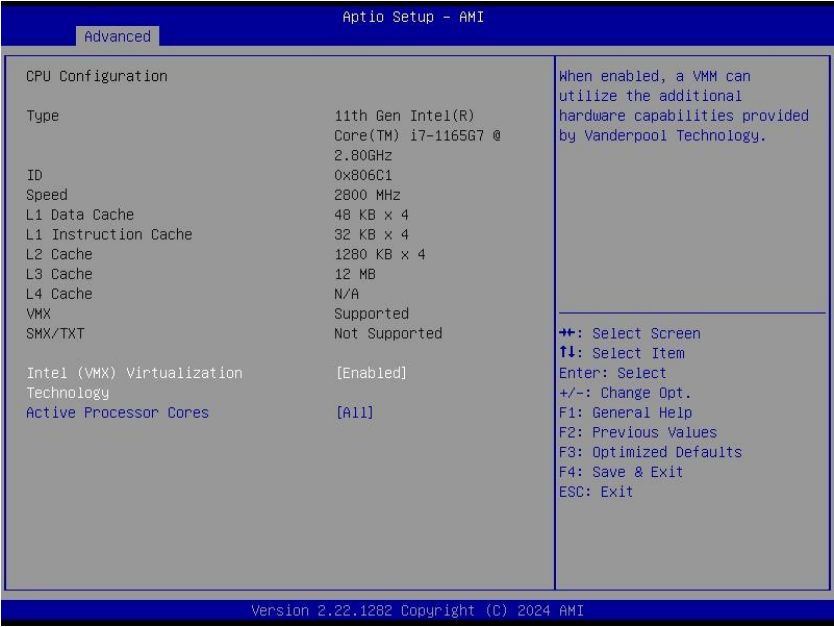 Aptio Setup - AMI
Advanced
CPU Configuration
Type 11th Gen Intel(R)
Core(TM) i7-1165G7 @
2.80GHz
ID 0x806C1
Speed 2800 MHz
L1 Data Cache 48 KB x 4
L1 Instruction Cache 32 KB x 4
L2 Cache 1280 KB x 4
L3 Cache 12 MB
L4 Cache N/A
VMX Supported
SMX/TXT Not Supported
Intel (VMX) Virtualization [Enabled]
Technology
Active Processor Cores [All]
When enabled, a VMM can
utilize the additional
hardware capabilities provided
by Vanderpool Technology.
→←: Select Screen
↑↓: Select Item
Enter: Select
+/-: Change Opt.
F1: General Help
F2: Previous Values
F3: Optimized Defaults
F4: Save & Exit
ESC: Exit
Version 2.22.1282 Copyright (C) 2024 AMI